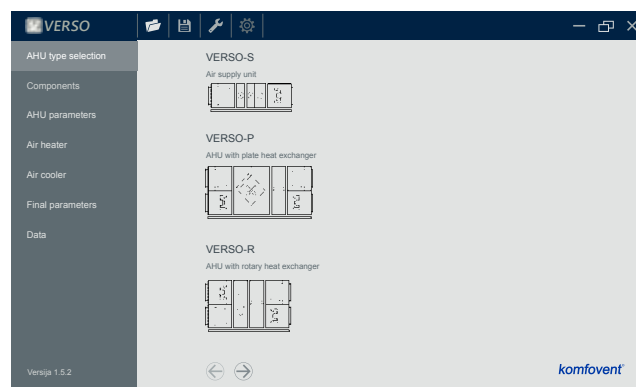 VERSO
AHU type selection
Components
AHU parameters
Air heater
Air cooler
Final parameters
Data
Versija 1.5.2
VERSO-S
Air supply unit
VERSO-P
AHU with plate heat exchanger
VERSO-R
AHU with rotary heat exchanger
komfovent®